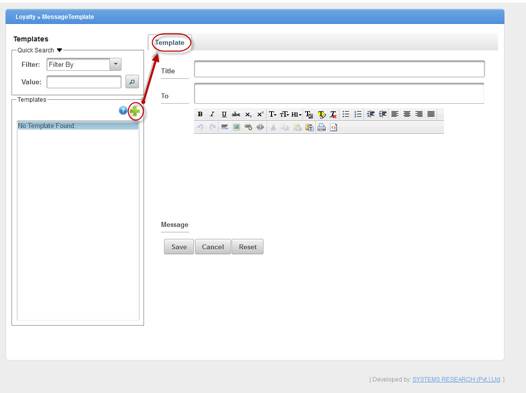 Loyalty » MessageTemplate
Templates
Quick Search
Filter: Filter By
Value:
Templates
No Template Found
Template
Title
To
Message
Save Cancel Reset
[ Developed by: SYSTEMS RESEARCH (Pvt.) Ltd. ]